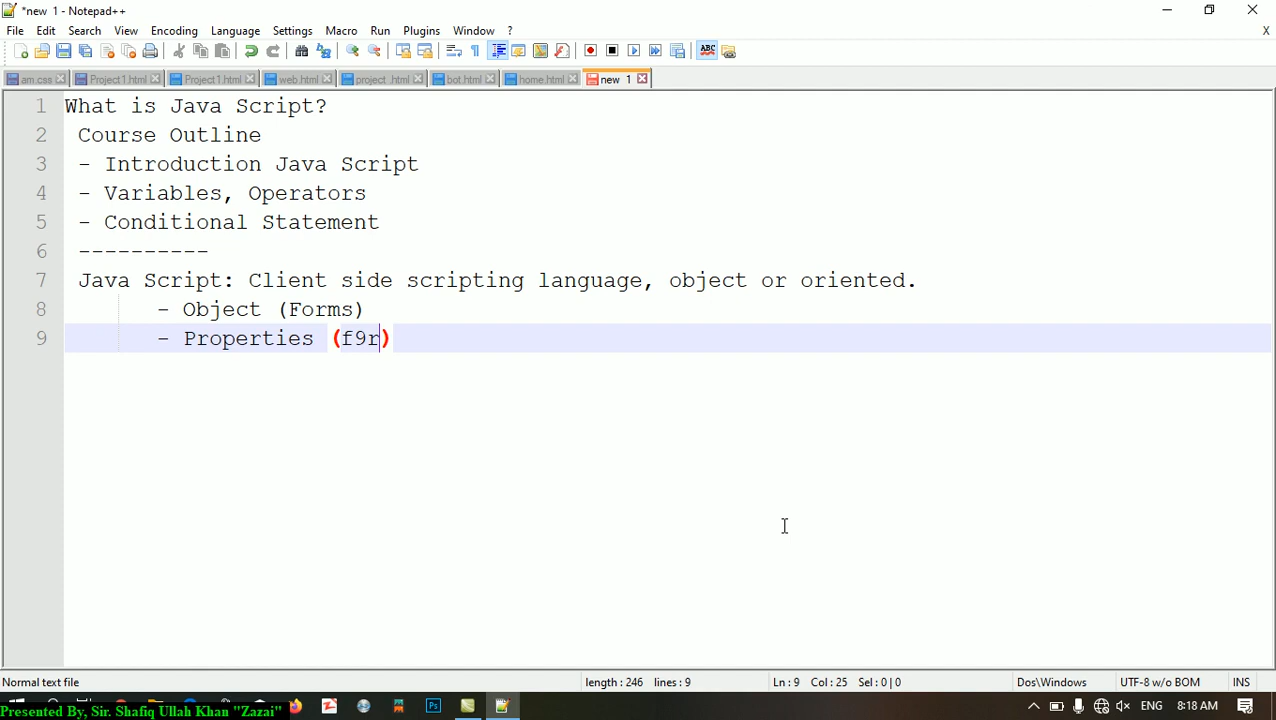 *new 1 - Notepad++
File Edit Search View Encoding Language Settings Macro Run Plugins Window ? X
am.css Project1.html Project1.html web.html project .html bot.html home.html new 1
1 What is Java Script?
2 Course Outline
3 - Introduction Java Script
4 - Variables, Operators
5 - Conditional Statement
6 ----------
7 Java Script: Client side scripting language, object or oriented.
8 - Object (Forms)
9 - Properties (f9r)
Normal text file length : 246 lines : 9 Ln : 9 Col : 25 Sel : 0 | 0 Dos\Windows UTF-8 w/o BOM INS
ENG 8:18 AM
Presented By, Sir. Shafiq Ullah Khan "Zazai"